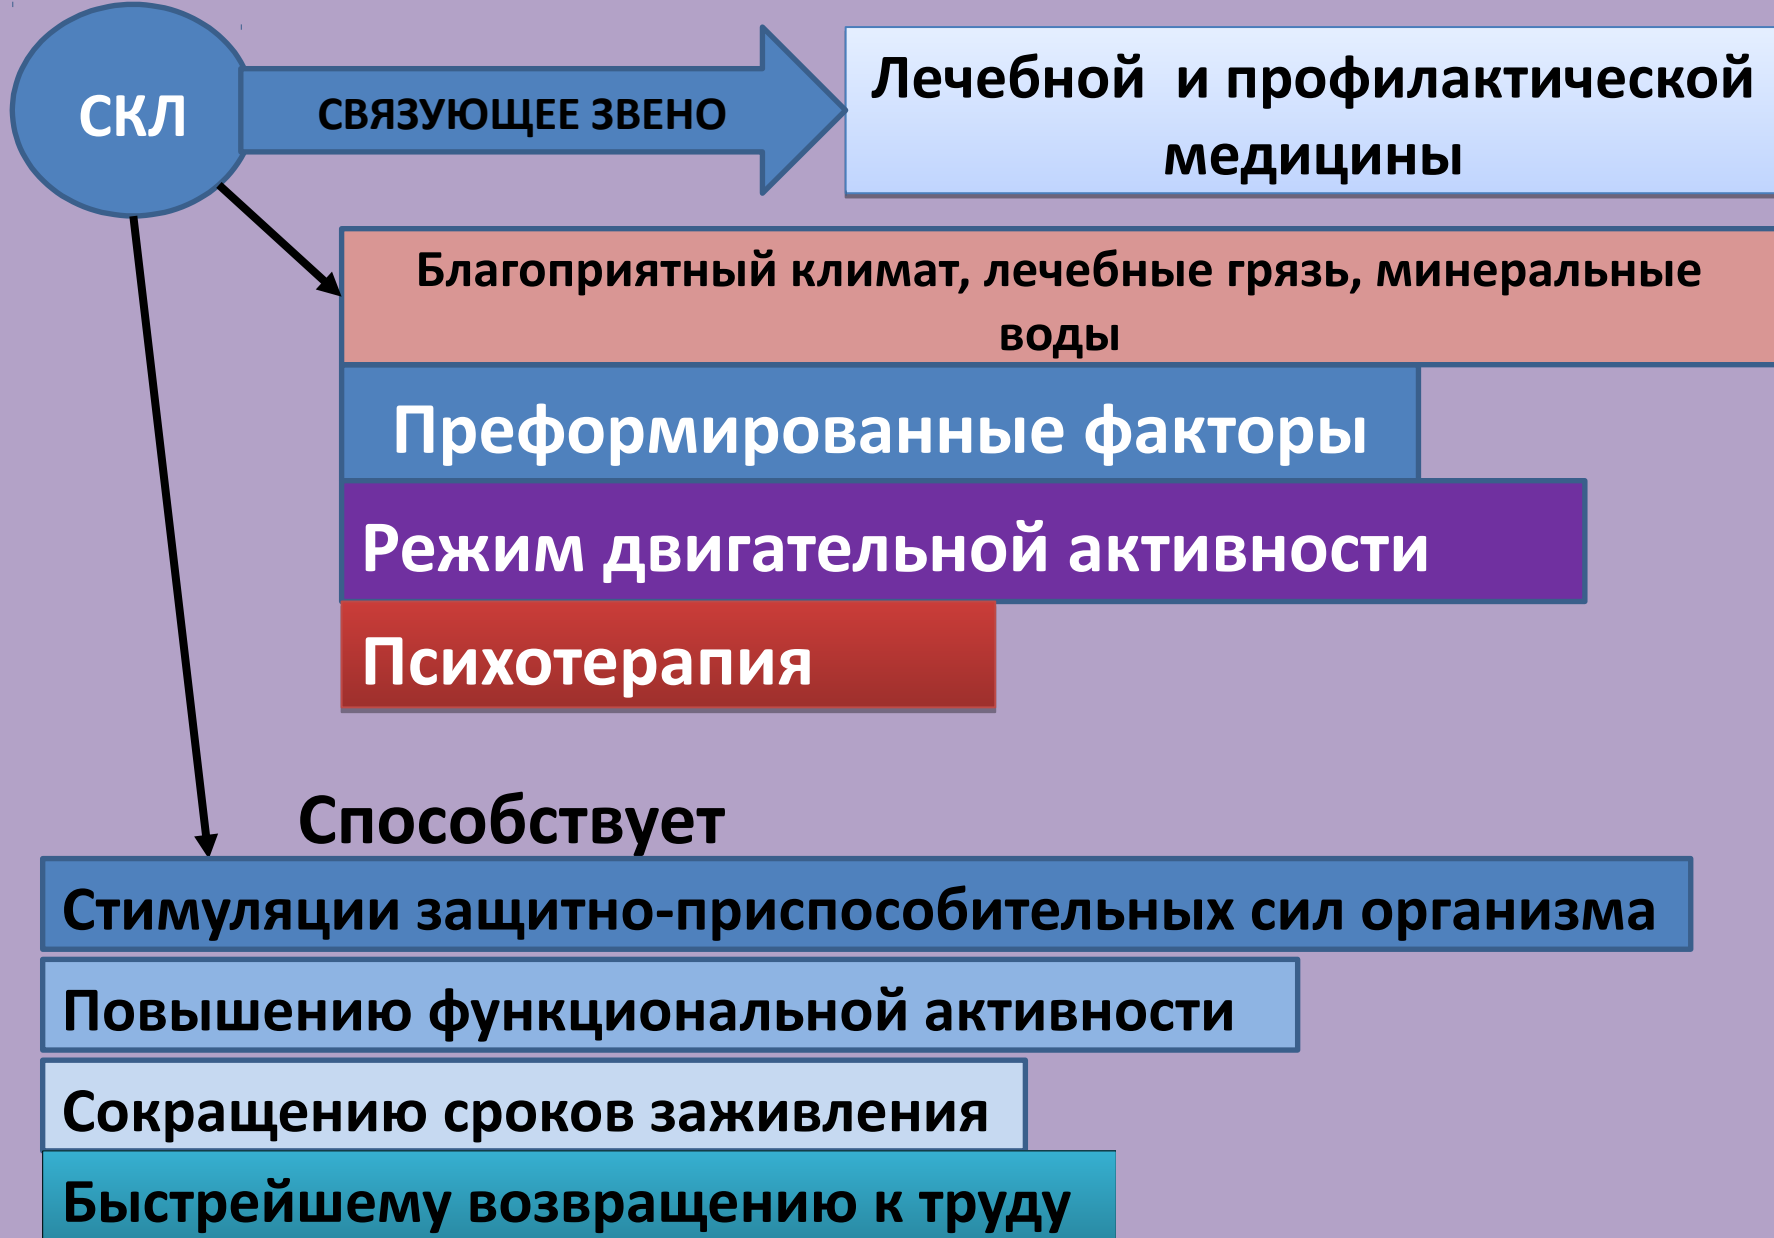 СКЛ
СВЯЗУЮЩЕЕ ЗВЕНО
Лечебной и профилактической
медицины
Благоприятный климат, лечебные грязь, минеральные
воды
Преформированные факторы
Режим двигательной активности
Психотерапия
Способствует
Стимуляции защитно-приспособительных сил организма
Повышению функциональной активности
Сокращению сроков заживления
Быстрейшему возвращению к труду